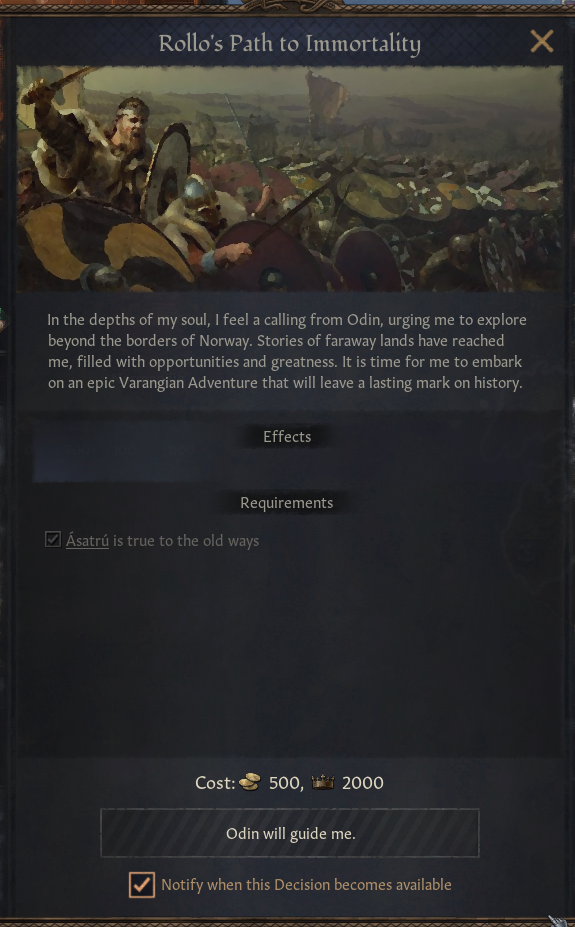 Rollo's Path to Immortality
In the depths of my soul, I feel a calling from Odin, urging me to explore
beyond the borders of Norway. Stories of faraway lands have reached
me, filled with opportunities and greatness. It is time for me to embark
on an epic Varangian Adventure that will leave a lasting mark on history.
Effects
Requirements
Ásatrú is true to the old ways
Cost: 500, 2000
Odin will guide me.
Notify when this Decision becomes available